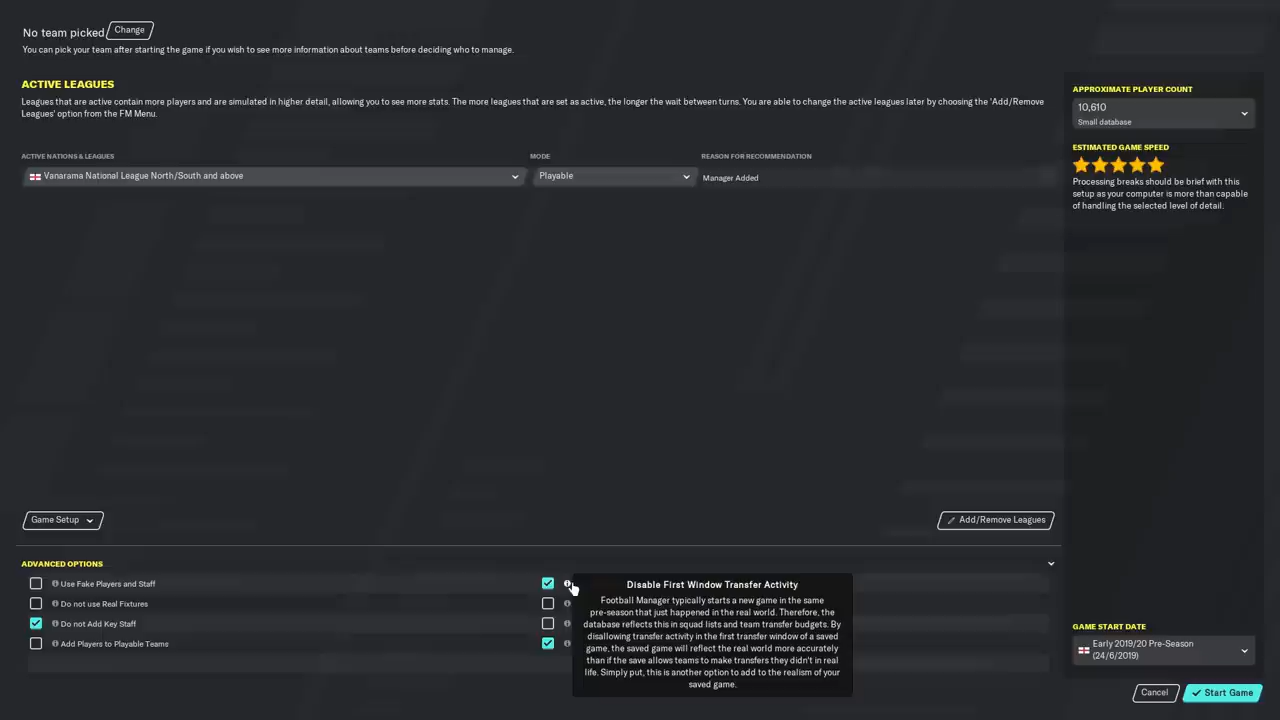 No team picked
Change
You can pick your team after starting the game if you wish to see more information about teams before deciding who to manage.
ACTIVE LEAGUES
Leagues that are active contain more players and are simulated in higher detail, allowing you to see more stats. The more leagues that are set as active, the longer the wait between turns. You are able to change the active leagues later by choosing the 'Add/Remove
Leagues' option from the FM Menu.
ACTIVE NATIONS & LEAGUES
MODE
REASON FOR RECOMMENDATION
Vanarama National League North/South and above
Playable
Manager Added
APPROXIMATE PLAYER COUNT
10,610
Small database
ESTIMATED GAME SPEED
Processing breaks should be brief with this
setup as your computer is more than capable
of handling the selected level of detail.
Game Setup
Add/Remove Leagues
ADVANCED OPTIONS
Use Fake Players and Staff
Do not use Real Fixtures
Do not Add Key Staff
Add Players to Playable Teams
Disable First Window Transfer Activity
Football Manager typically starts a new game in the same
pre-season that just happened in the real world. Therefore, the
database reflects this in squad lists and team transfer budgets. By
disallowing transfer activity in the first transfer window of a saved
game, the saved game will reflect the real world more accurately
than if the save allows teams to make transfers they didn't in real
life. Simply put, this is another option to add to the realism of your
saved game.
GAME START DATE
Early 2019/20 Pre-Season
(24/6/2019)
Cancel
Start Game